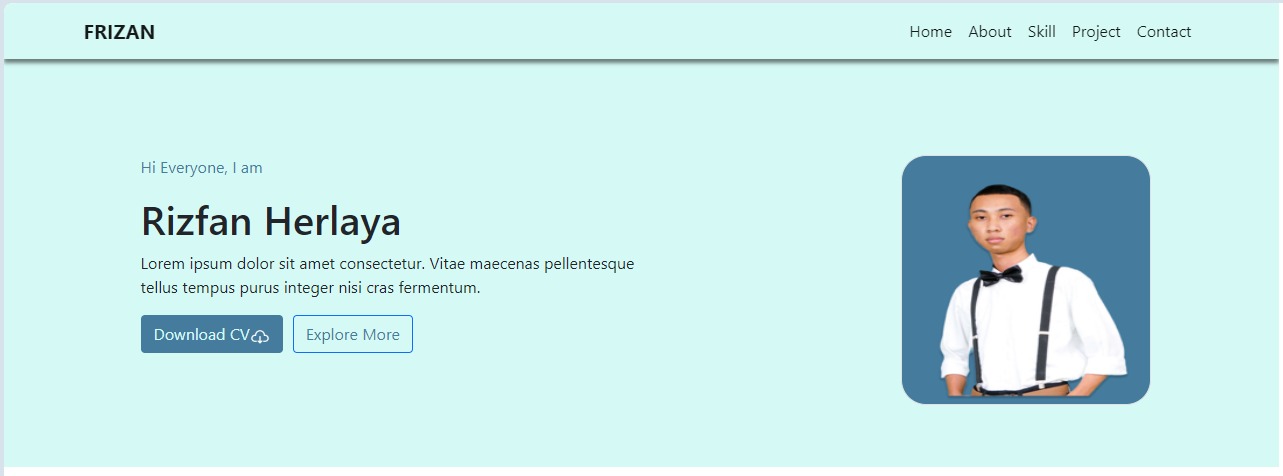 FRIZAN
Home About Skill Project Contact
Hi Everyone, I am
Rizfan Herlaya
Lorem ipsum dolor sit amet consectetur. Vitae maecenas pellentesque
tellus tempus purus integer nisi cras fermentum.
Download CV
Explore More